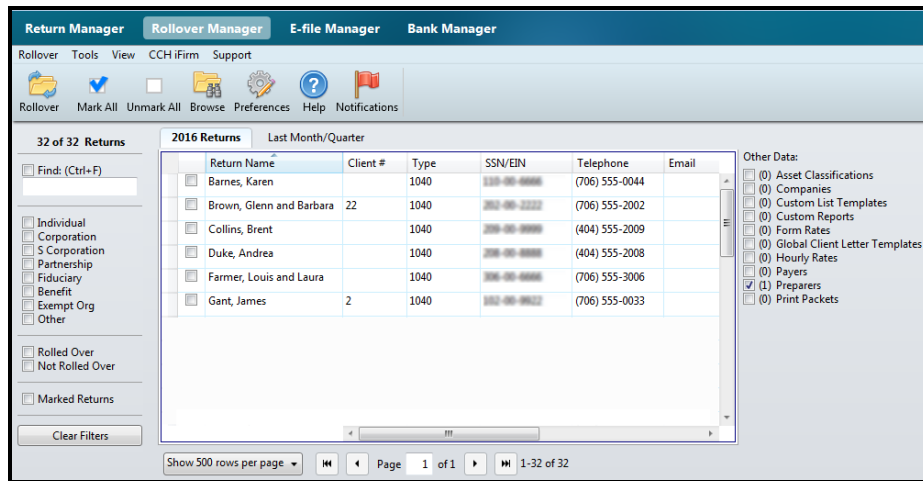 Return Manager Rollover Manager E-file Manager Bank Manager
Rollover Tools View CCH iFirm Support
Rollover Mark All Unmark All Browse Preferences Help Notifications
32 of 32 Returns
Find: (Ctrl+F)
Individual
Corporation
S Corporation
Partnership
Fiduciary
Benefit
Exempt Org
Other
Rolled Over
Not Rolled Over
Marked Returns
Clear Filters
2016 Returns Last Month/Quarter
Return Name Client # Type SSN/EIN Telephone Email
Barnes, Karen 1040 (706) 555-0044
Brown, Glenn and Barbara 22 1040 (706) 555-2002
Collins, Brent 1040 (404) 555-2009
Duke, Andrea 1040 (404) 555-2008
Farmer, Louis and Laura 1040 (706) 555-3006
Gant, James 2 1040 (706) 555-0033
Show 500 rows per page Page 1 of 1 1-32 of 32
Other Data:
(0) Asset Classifications
(0) Companies
(0) Custom List Templates
(0) Custom Reports
(0) Form Rates
(0) Global Client Letter Templates
(0) Hourly Rates
(0) Payers
(1) Preparers
(0) Print Packets